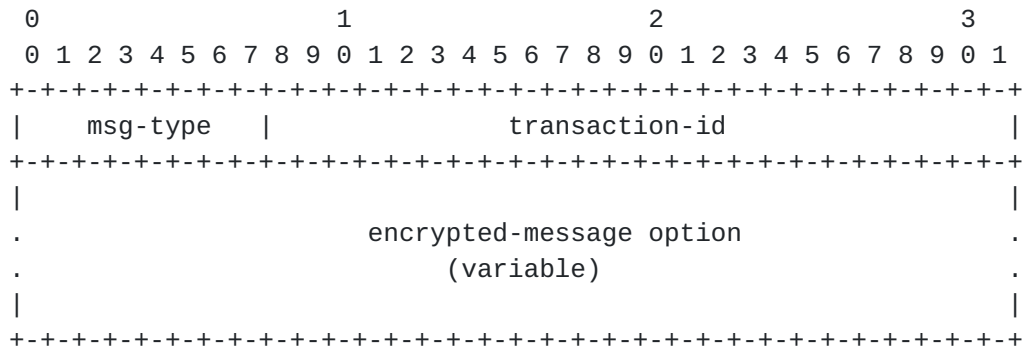 0                   1                   2                   3
 0 1 2 3 4 5 6 7 8 9 0 1 2 3 4 5 6 7 8 9 0 1 2 3 4 5 6 7 8 9 0 1
+-+-+-+-+-+-+-+-+-+-+-+-+-+-+-+-+-+-+-+-+-+-+-+-+-+-+-+-+-+-+-+-+
|    msg-type   |               transaction-id                  |
+-+-+-+-+-+-+-+-+-+-+-+-+-+-+-+-+-+-+-+-+-+-+-+-+-+-+-+-+-+-+-+-+
|                                                               |
.                      encrypted-message option                 .
.                           (variable)                          .
|                                                               |
+-+-+-+-+-+-+-+-+-+-+-+-+-+-+-+-+-+-+-+-+-+-+-+-+-+-+-+-+-+-+-+-+